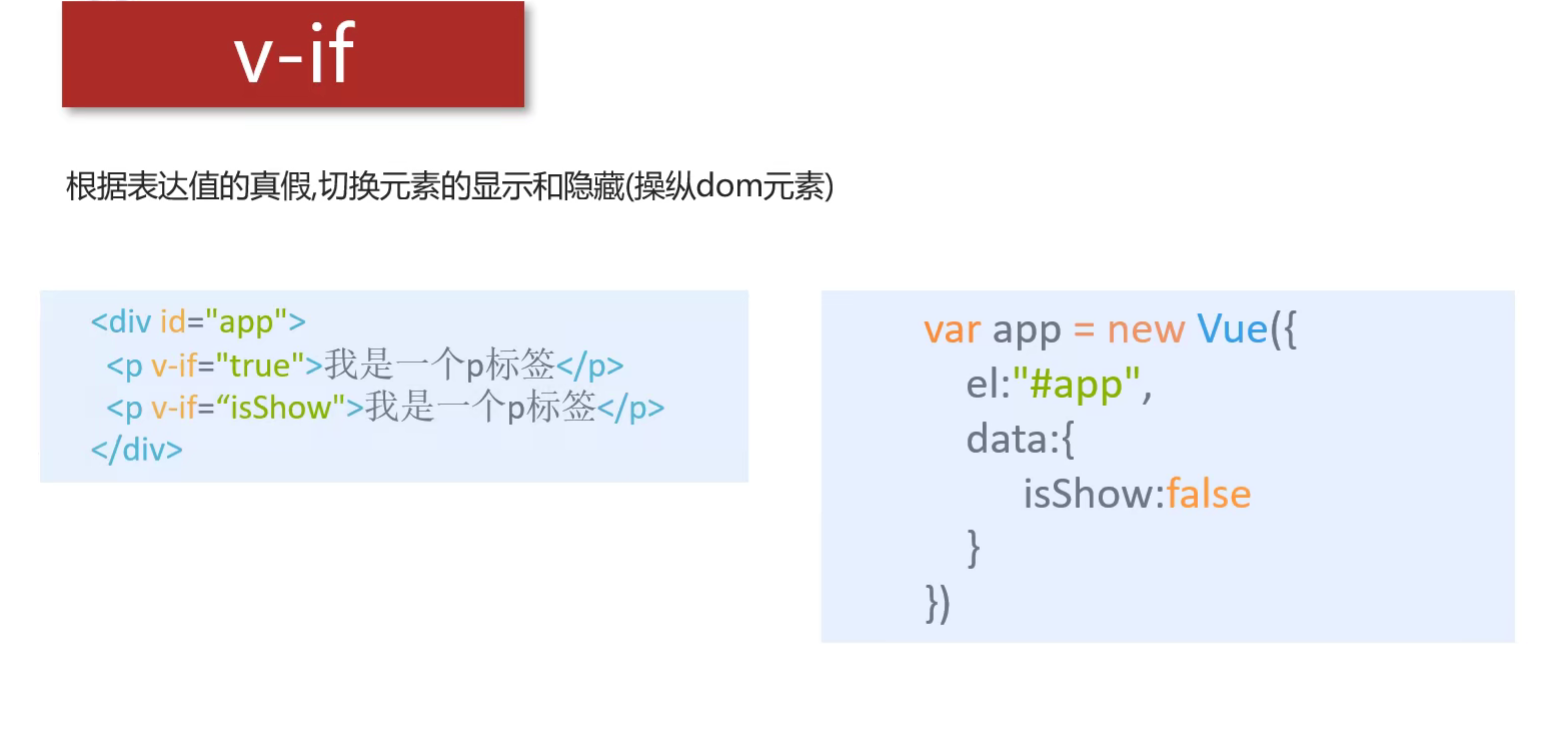 v-if
根据表达值的真假,切换元素的显示和隐藏(操纵dom元素)
<div id="app">
<p v-if="true">我是一个p标签</p>
<p v-if=“isShow">我是一个p标签</p>
</div>
var app = new Vue({
el:"#app",
data:{
isShow:false
}
})